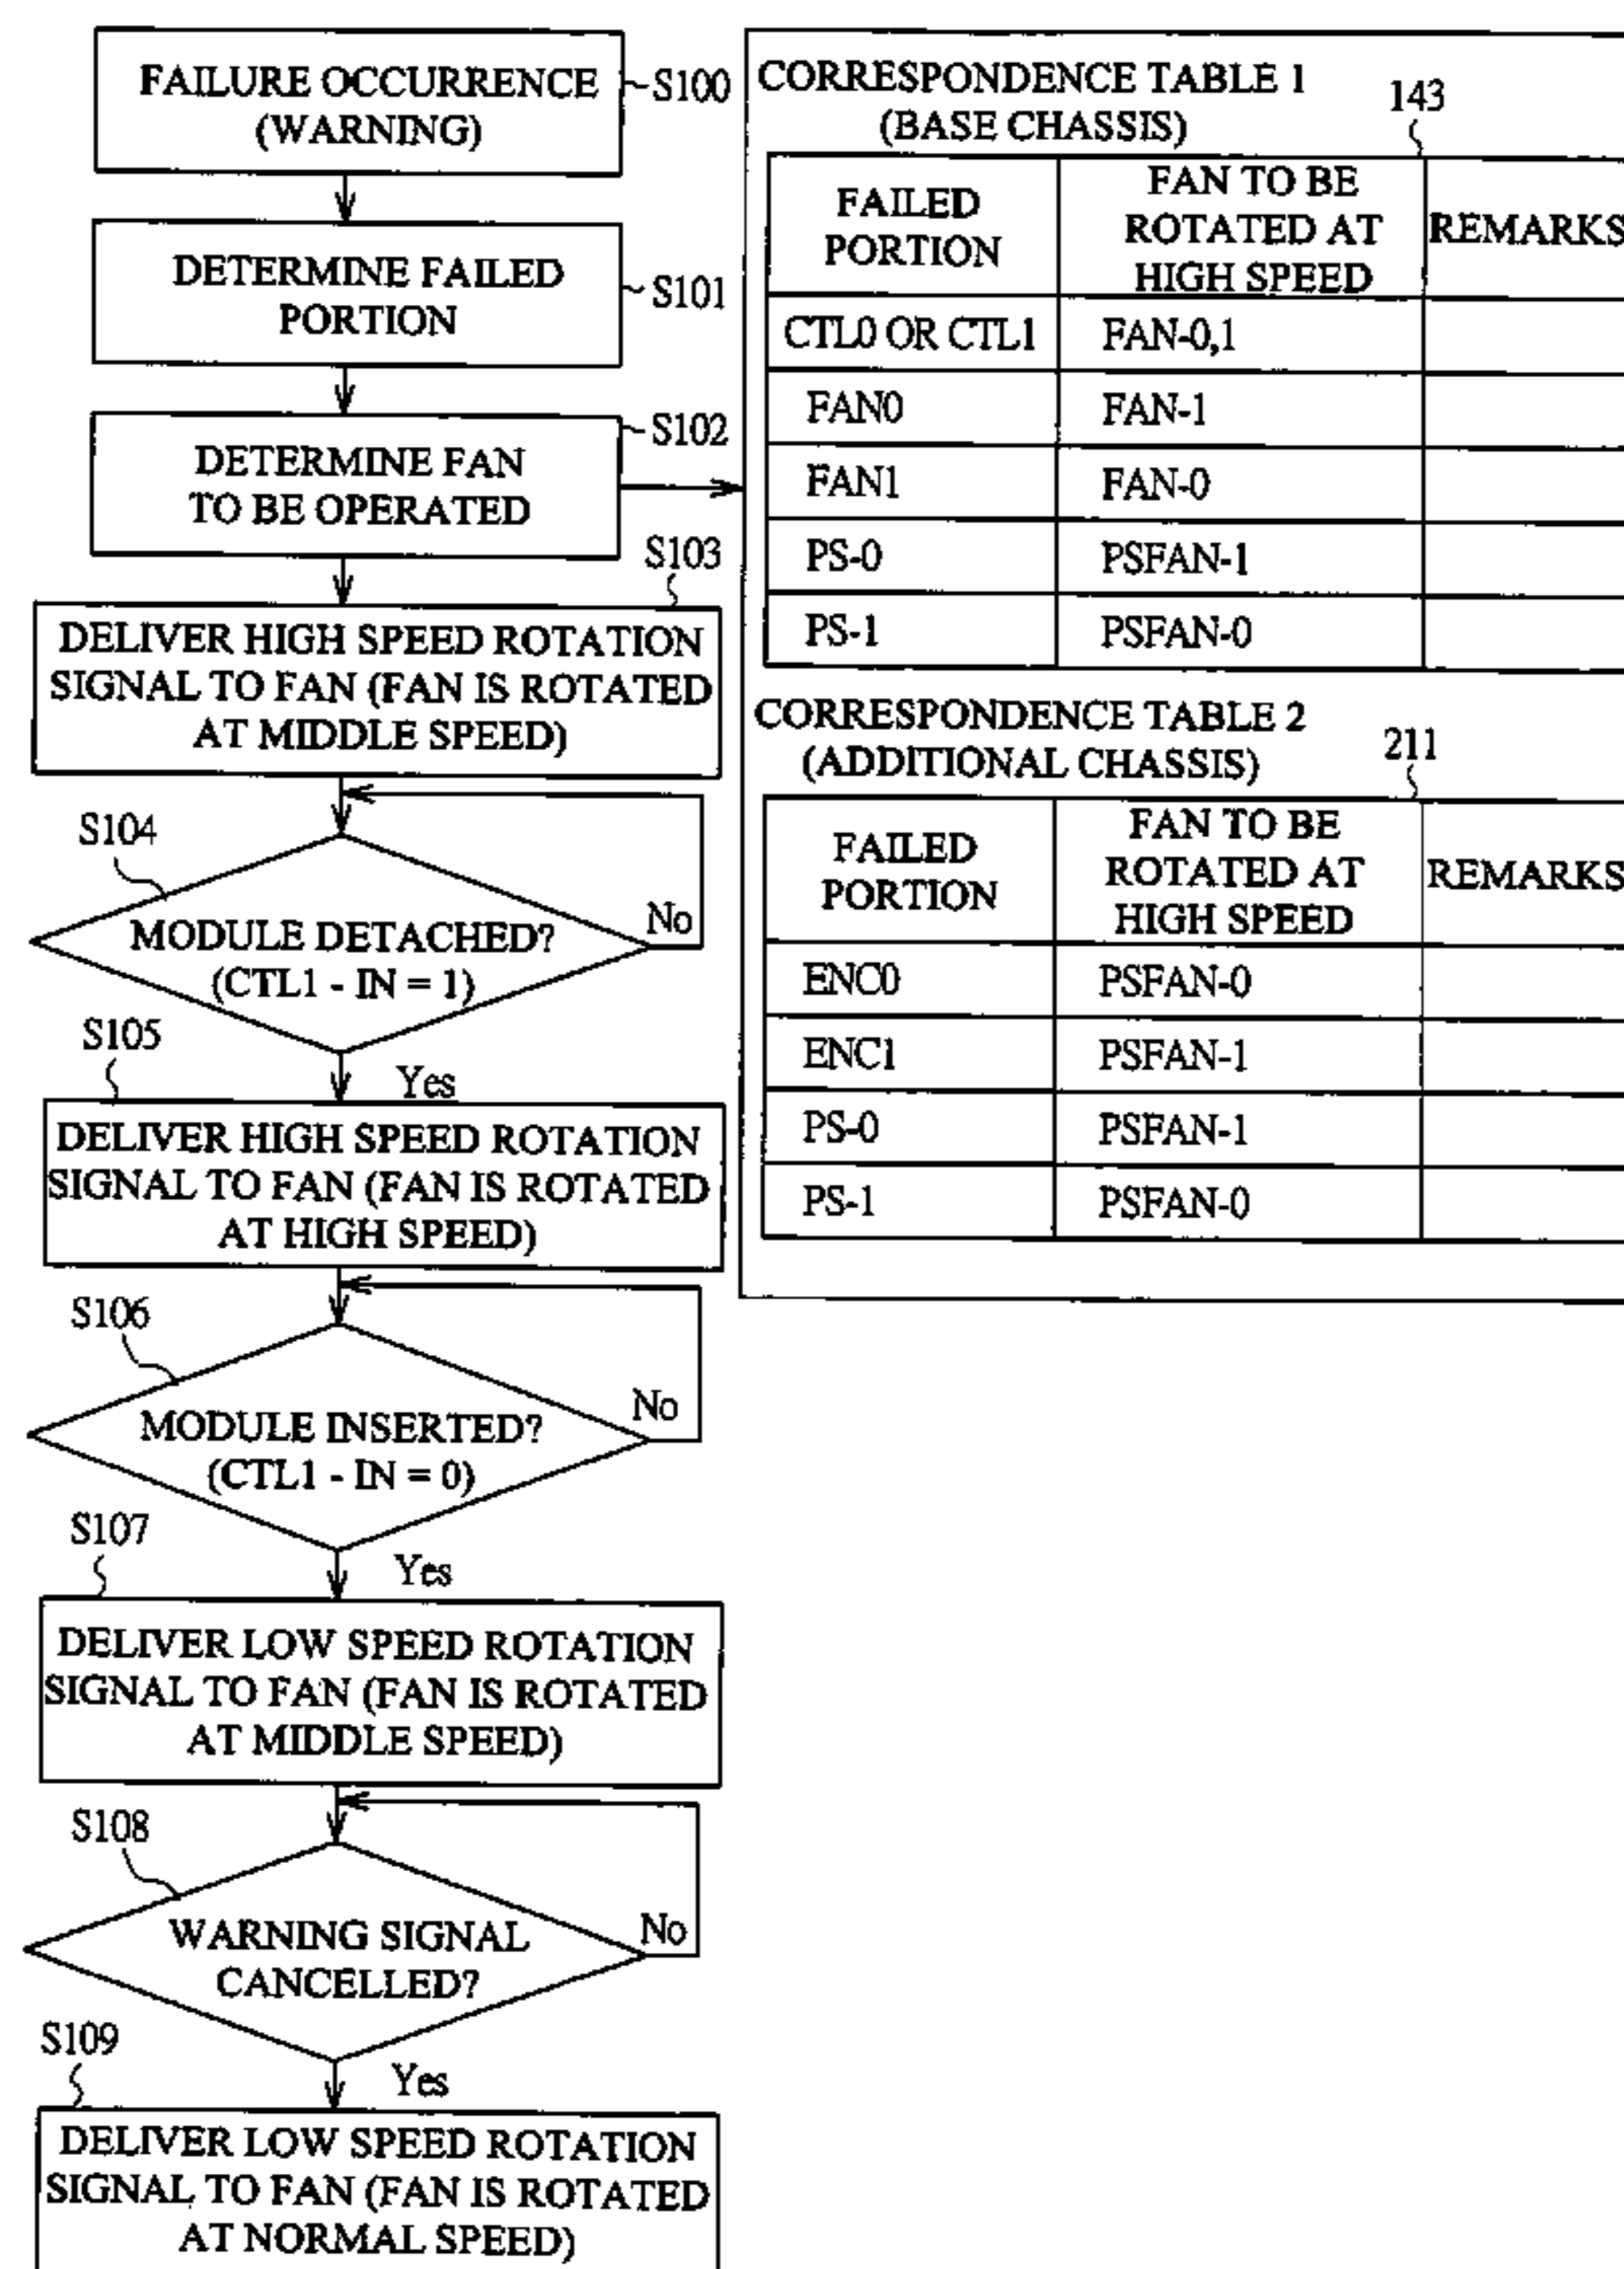 FAILURE OCCURRENCE
(WARNING)
S100
DETERMINE FAILED
PORTION
S101
DETERMINE FAN
TO BE OPERATED
S102
S103
DELIVER HIGH SPEED ROTATION
SIGNAL TO FAN (FAN IS ROTATED
AT MIDDLE SPEED)
S104
MODULE DETACHED?
(CTL1 - IN = 1)
No
S105
Yes
DELIVER HIGH SPEED ROTATION
SIGNAL TO FAN (FAN IS ROTATED
AT HIGH SPEED)
S106
MODULE INSERTED?
(CTL1 - IN = 0)
No
S107
Yes
DELIVER LOW SPEED ROTATION
SIGNAL TO FAN (FAN IS ROTATED
AT MIDDLE SPEED)
S108
WARNING SIGNAL
CANCELLED?
No
S109
Yes
DELIVER LOW SPEED ROTATION
SIGNAL TO FAN (FAN IS ROTATED
AT NORMAL SPEED)
CORRESPONDENCE TABLE 1
(BASE CHASSIS)
143
FAILED
PORTION
FAN TO BE
ROTATED AT
HIGH SPEED
REMARKS
CTL0 OR CTL1
FAN-0,1
FAN0
FAN-1
FAN1
FAN-0
PS-0
PSFAN-1
PS-1
PSFAN-0
CORRESPONDENCE TABLE 2
(ADDITIONAL CHASSIS)
211
FAILED
PORTION
FAN TO BE
ROTATED AT
HIGH SPEED
REMARKS
ENC0
PSFAN-0
ENC1
PSFAN-1
PS-0
PSFAN-1
PS-1
PSFAN-0